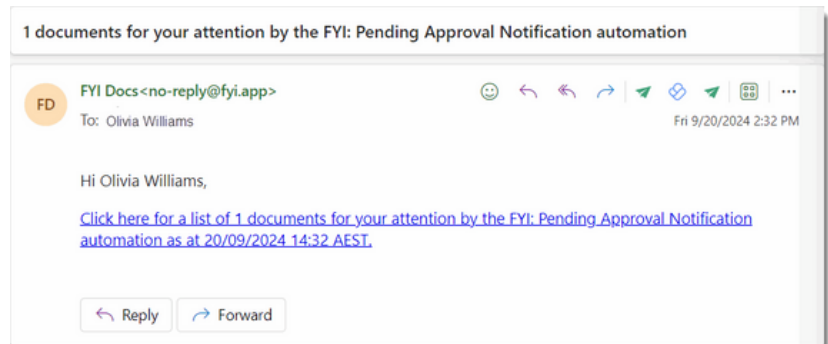 1 documents for your attention by the FYI: Pending Approval Notification automation
FD
FYI Docs<no-reply@fyi.app>
To: Olivia Williams
Fri 9/20/2024 2:32 PM
Hi Olivia Williams,
Click here for a list of 1 documents for your attention by the FYI: Pending Approval Notification
automation as at 20/09/2024 14:32 AEST.
Reply
Forward